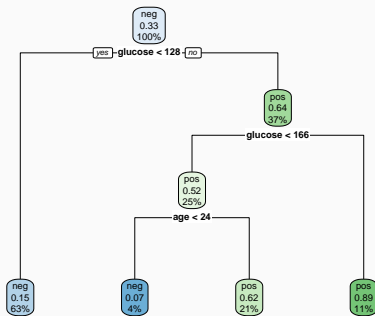 neg
0.33
100%
yes glucose < 128 no
pos
0.64
37%
glucose < 166
pos
0.52
25%
age < 24
neg
0.15
63%
neg
0.07
4%
pos
0.62
21%
pos
0.89
11%